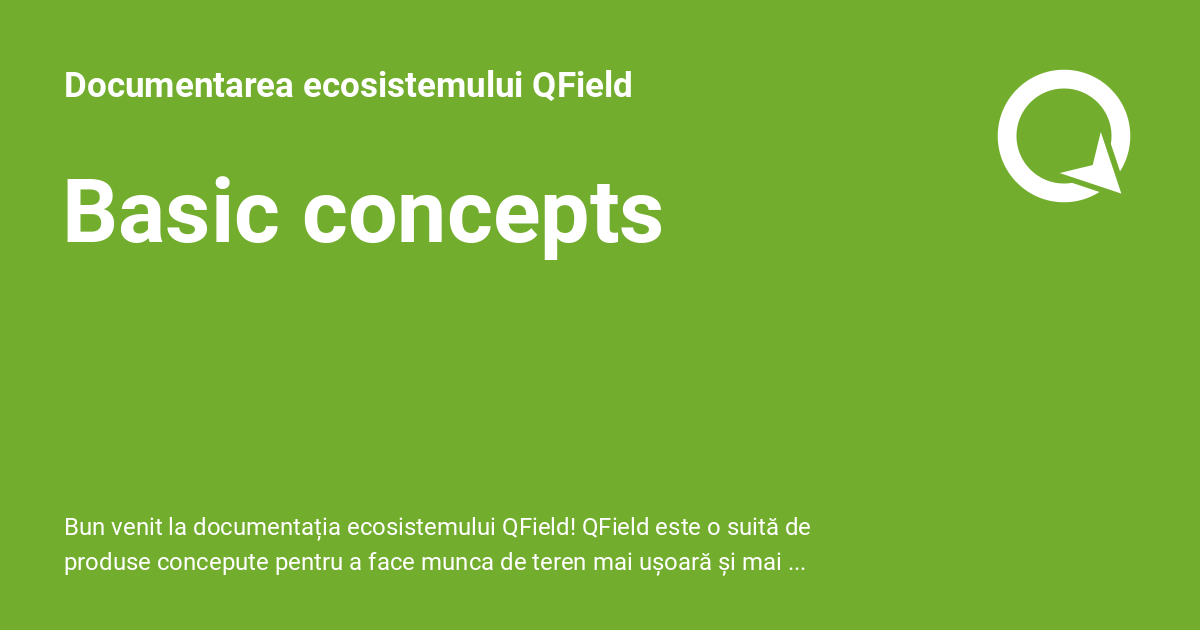 Documentarea ecosistemului QField
Basic concepts
Bun venit la documentația ecosistemului QField! QField este o suită de
produse concepute pentru a face munca de teren mai ușoară și mai ...